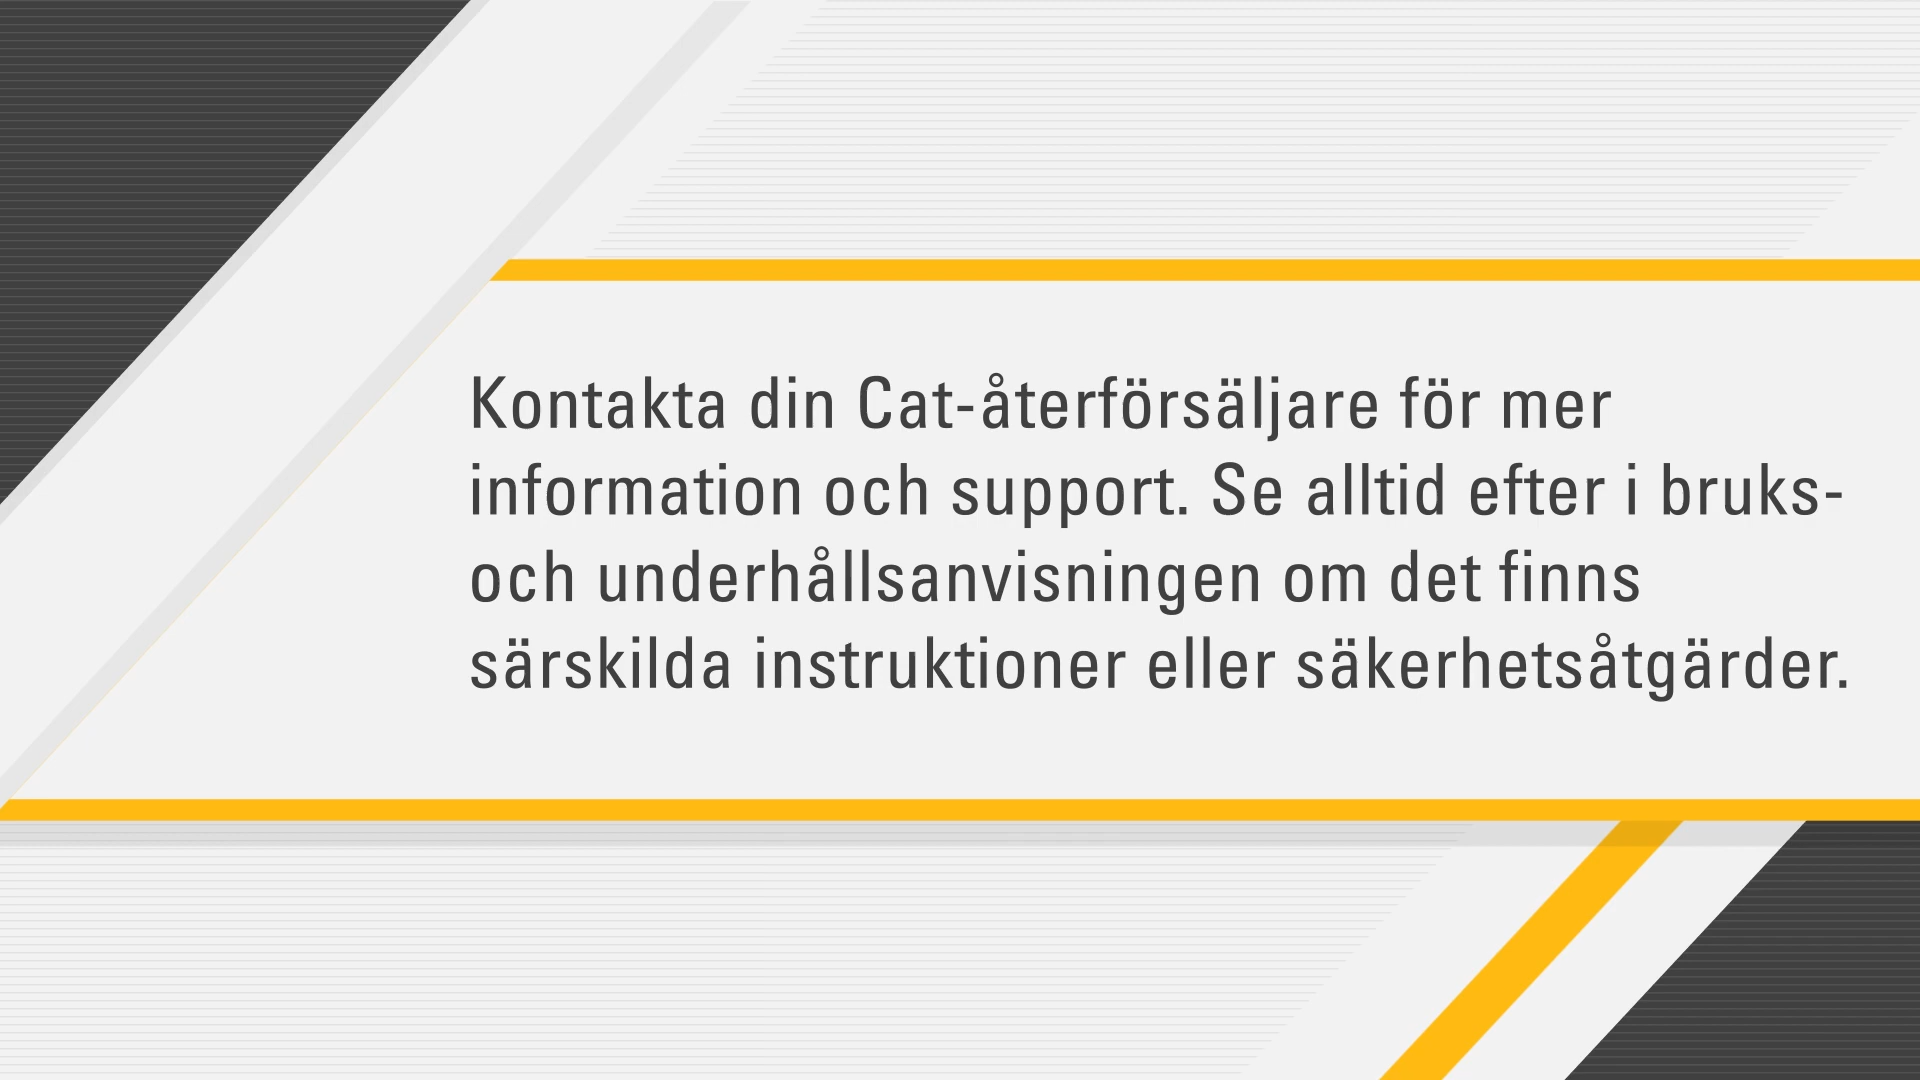 Kontakta din Cat-återförsäljare för mer
information och support. Se alltid efter i bruks-
och underhållsanvisningen om det finns
särskilda instruktioner eller säkerhetsåtgärder.